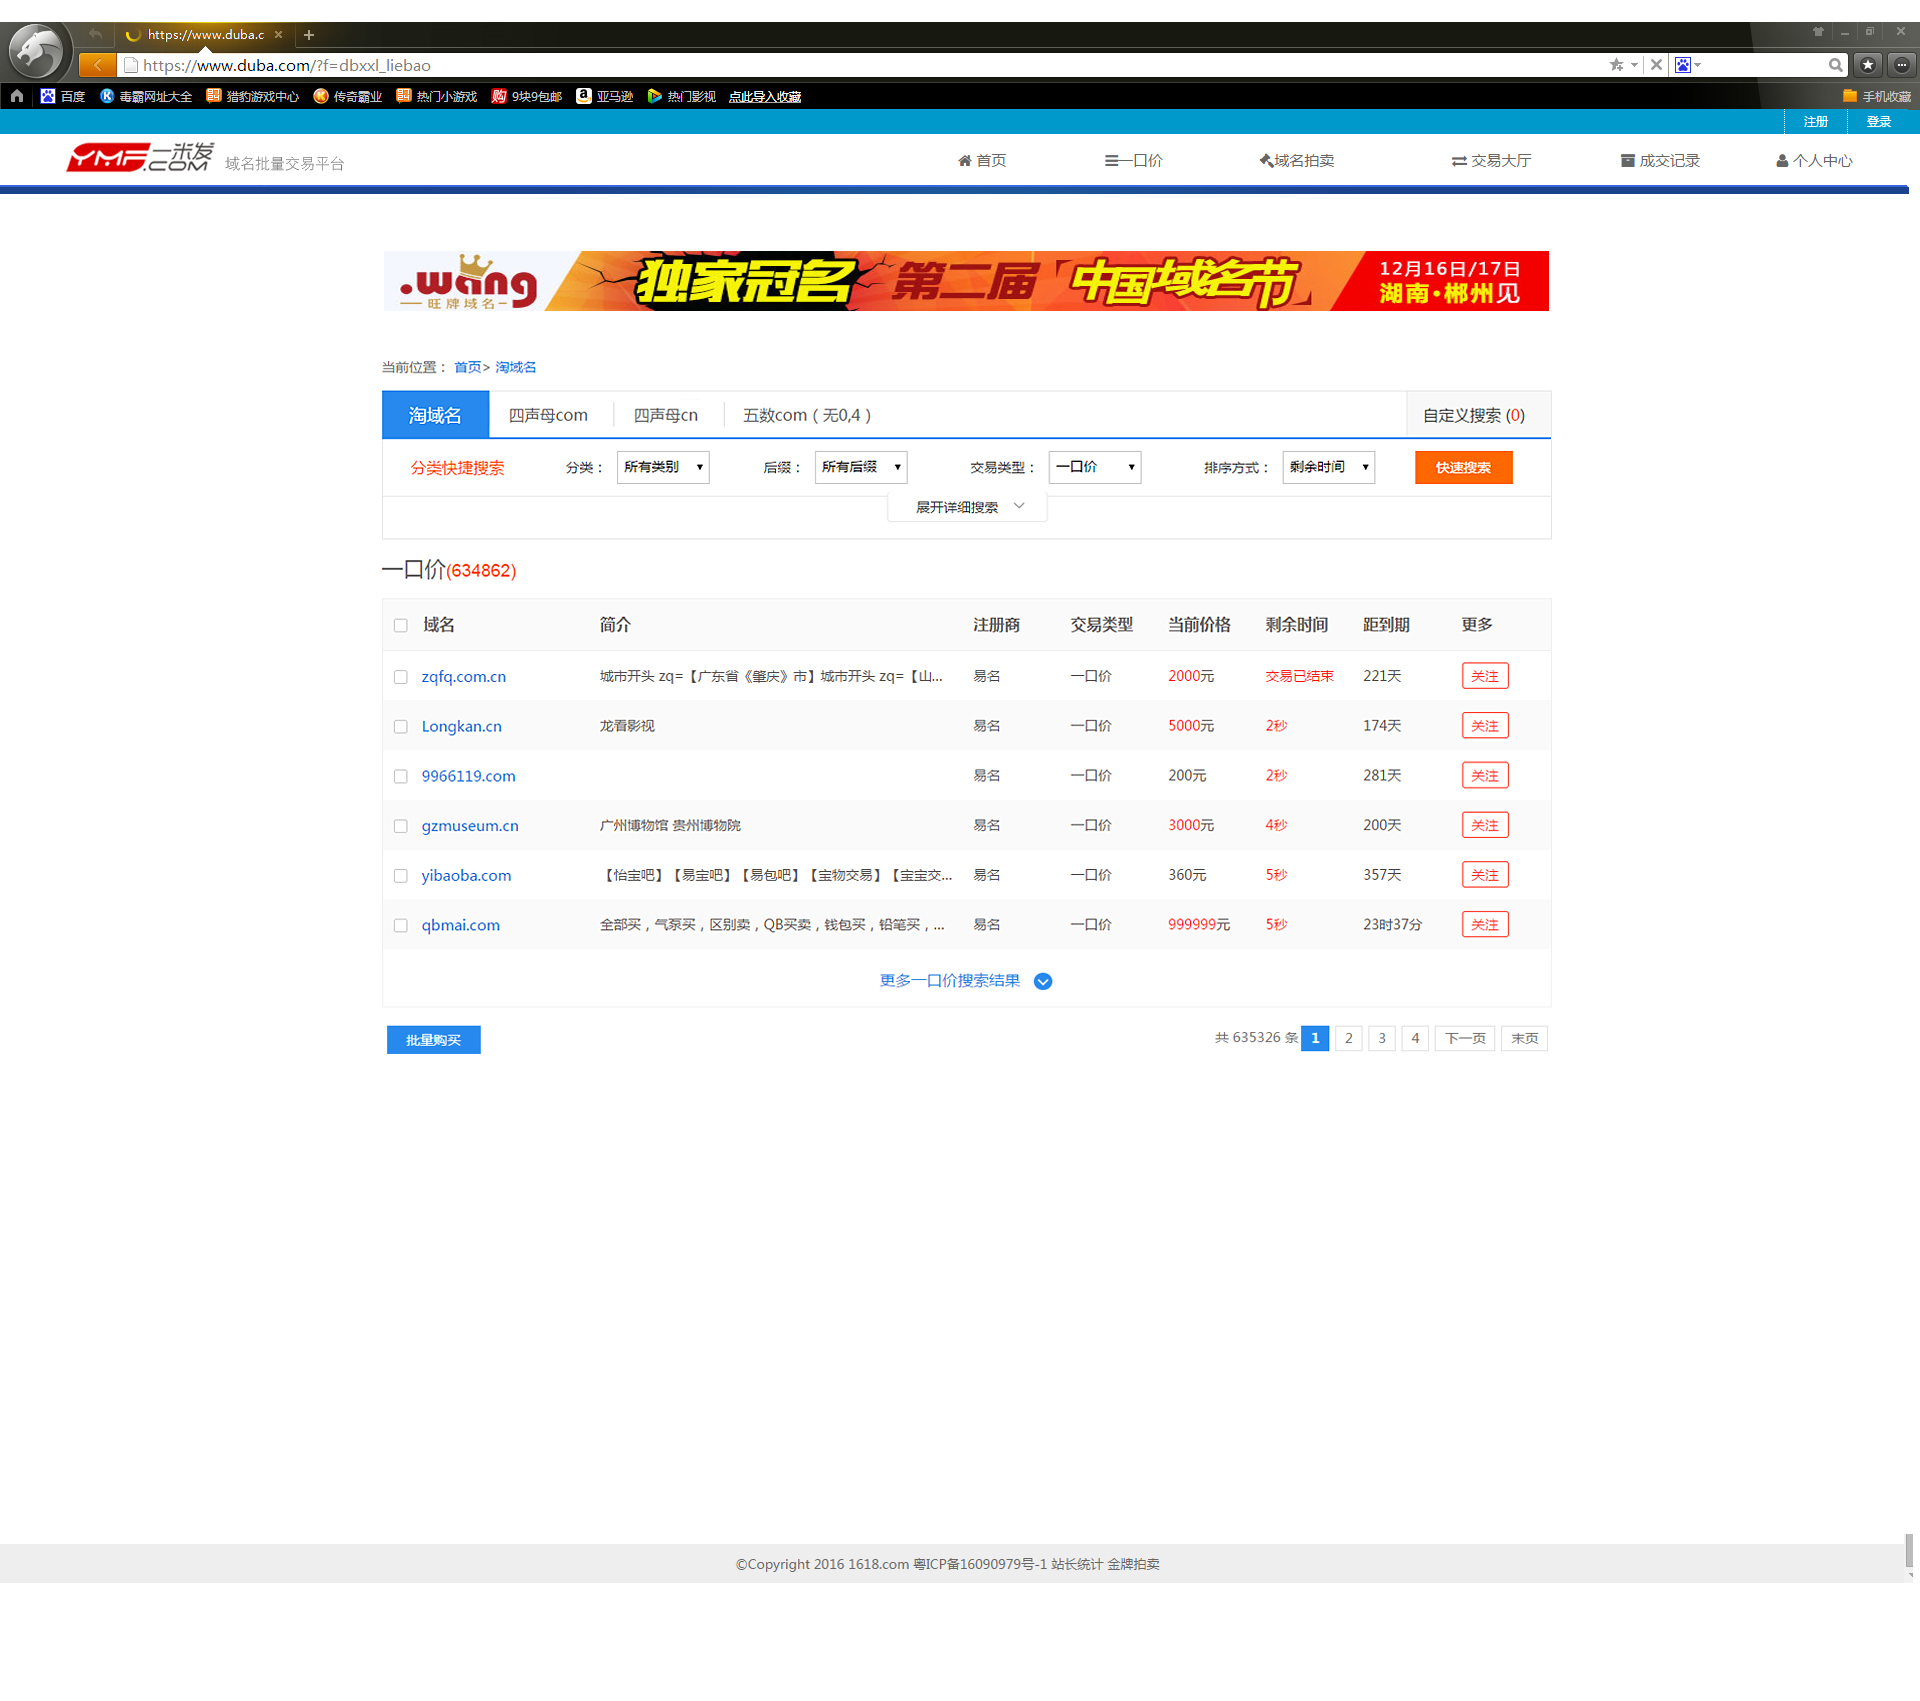 https://www.duba.c
https://www.duba.com/?f=dbxxl_liebao
百度 毒霸网址大全 猎豹游戏中心 传奇霸业 热门小游戏 9块9包邮 亚马逊 热门影视 点此导入收藏 手机收藏
注册 登录
YMF一米发.COM 域名批量交易平台 首页 一口价 域名拍卖 交易大厅 成交记录 个人中心
.wang 旺牌域名 独家冠名 第二届「中国域名节」 12月16日/17日
湖南·郴州见
当前位置： 首页> 淘域名
淘域名 四声母com 四声母cn 五数com（无0,4） 自定义搜索 (0)
分类快捷搜索 分类： 所有类别 后缀： 所有后缀 交易类型： 一口价 排序方式： 剩余时间 快速搜索
展开详细搜索
一口价(634862)
域名 简介 注册商 交易类型 当前价格 剩余时间 距到期 更多
zqfq.com.cn 城市开头 zq=【广东省《肇庆》市】城市开头 zq=【山... 易名 一口价 2000元 交易已结束 221天 关注
Longkan.cn 龙看影视 易名 一口价 5000元 2秒 174天 关注
9966119.com 易名 一口价 200元 2秒 281天 关注
gzmuseum.cn 广州博物馆 贵州博物院 易名 一口价 3000元 4秒 200天 关注
yibaoba.com 【怡宝吧】【易宝吧】【易包吧】【宝物交易】【宝宝交... 易名 一口价 360元 5秒 357天 关注
qbmai.com 全部买，气泵买，区别卖，QB买卖，钱包买，铅笔买，... 易名 一口价 999999元 5秒 23时37分 关注
更多一口价搜索结果
批量购买 共 635326 条 1 2 3 4 下一页 末页
©Copyright 2016 1618.com 粤ICP备16090979号-1 站长统计 金牌拍卖